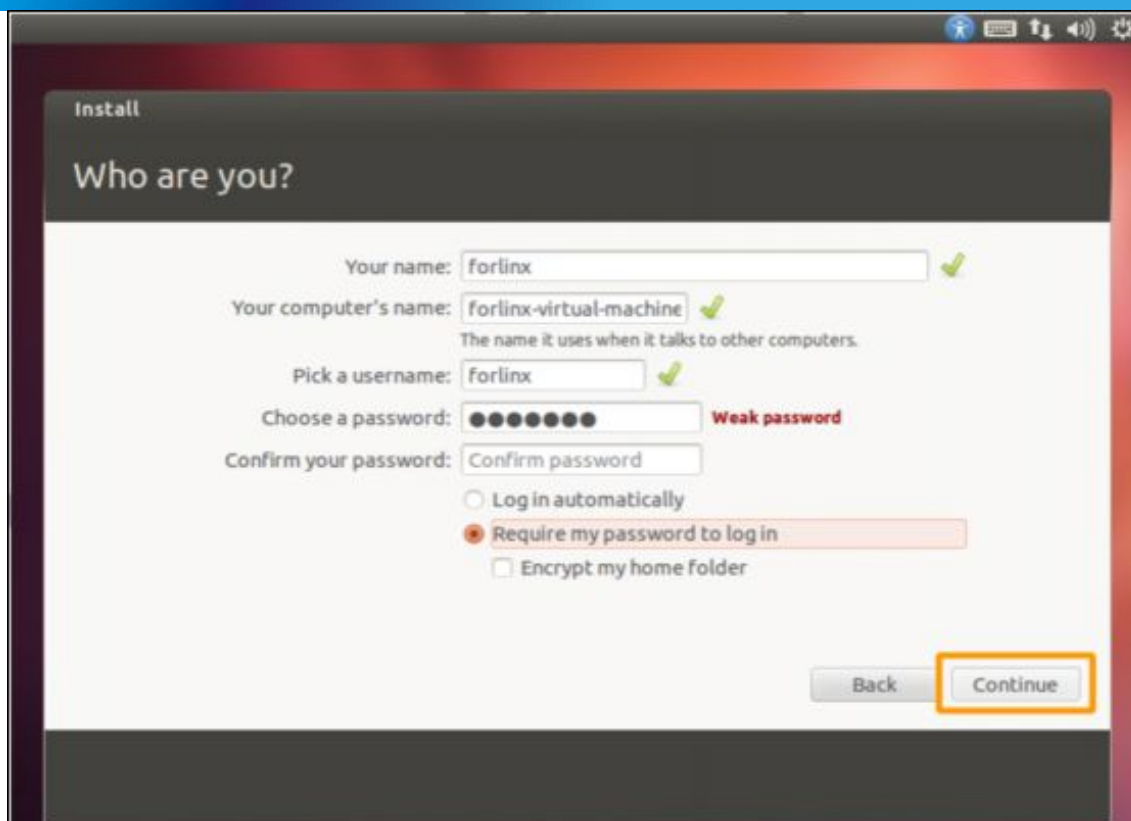 Install
Who are you?
Your name: forlinx
Your computer's name: forlinx-virtual-machine
The name it uses when it talks to other computers.
Pick a username: forlinx
Choose a password: ●●●●●●● Weak password
Confirm your password: Confirm password
Log in automatically
Require my password to log in
Encrypt my home folder
Back Continue